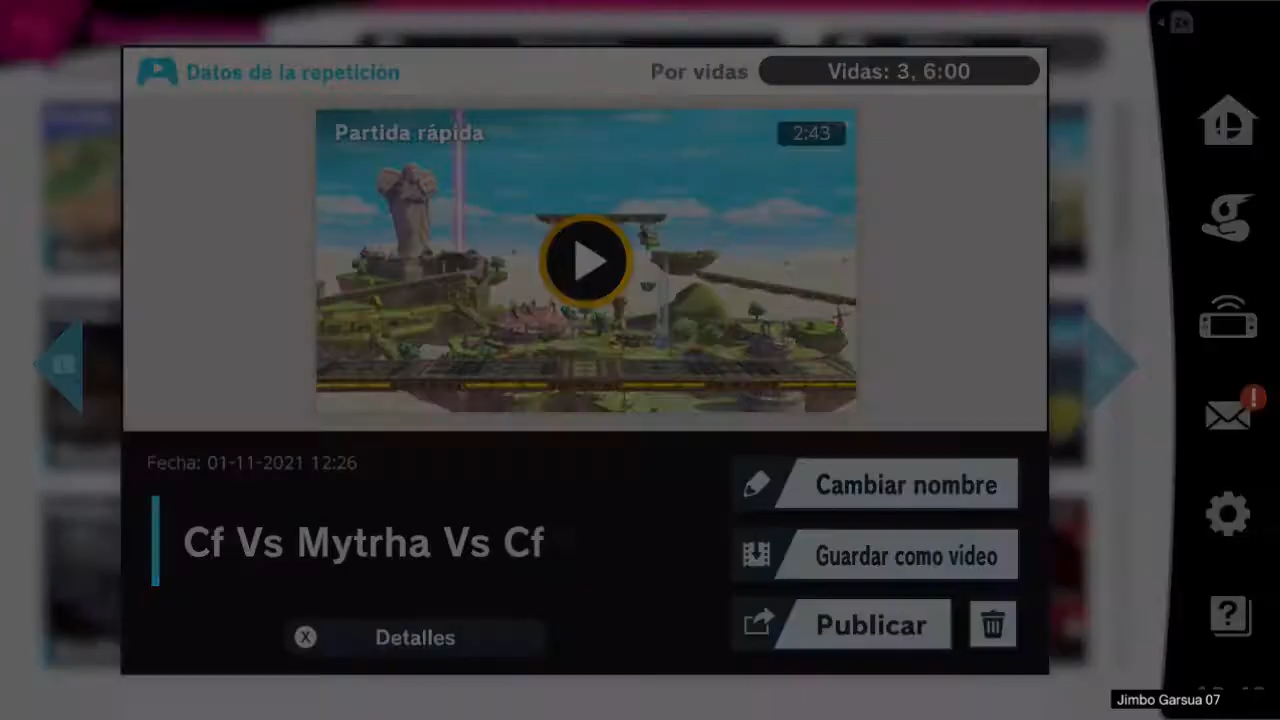 Datos de la repetición
Por vidas
Vidas: 3, 6:00
Partida rápida
2:43
Fecha: 01-11-2021 12:26
Cf Vs Mytrha Vs Cf
X Detalles
Cambiar nombre
Guardar como vídeo
Publicar
Jimbo Garsua 07